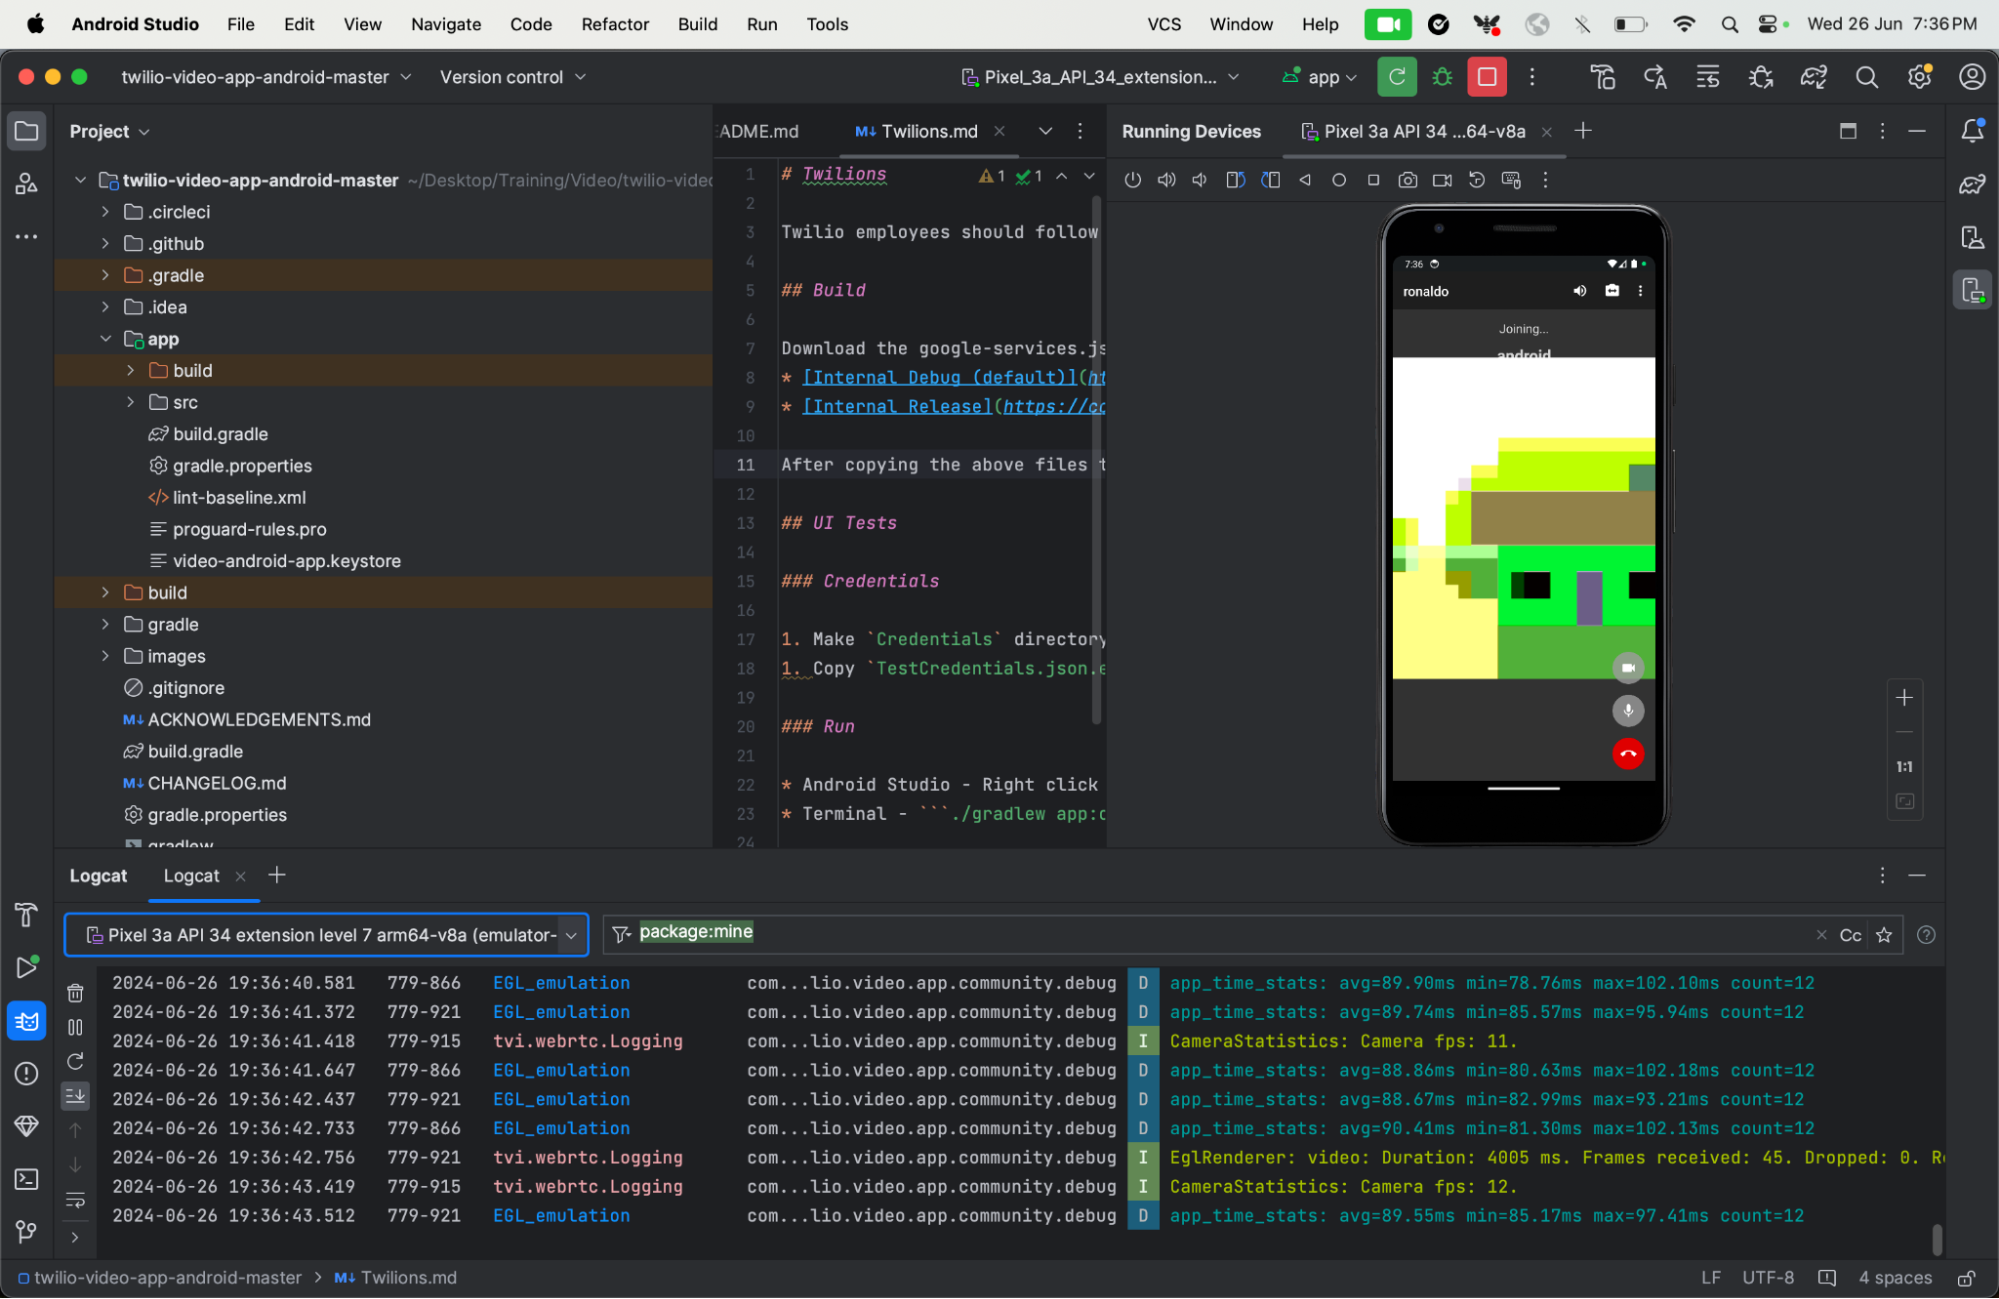 Android Studio File Edit View Navigate Code Refactor Build Run Tools VCS Window Help Wed 26 Jun 7:36 PM
twilio-video-app-android-master Version control Pixel_3a_API_34_extension... app
Project
twilio-video-app-android-master ~/Desktop/Training/Video/twilio-video
.circleci
.github
.gradle
.idea
app
build
src
build.gradle
gradle.properties
lint-baseline.xml
proguard-rules.pro
video-android-app.keystore
build
gradle
images
.gitignore
M↓ ACKNOWLEDGEMENTS.md
build.gradle
M↓ CHANGELOG.md
gradle.properties
gradlew
ADME.md M↓ Twilions.md
1 # Twilions 1 1
2
3 Twilio employees should follow
4
5 ## Build
6
7 Download the google-services.js
8 * [Internal Debug (default)](ht
9 * [Internal Release](https://co
10
11 After copying the above files t
12
13 ## UI Tests
14
15 ### Credentials
16
17 1. Make `Credentials` directory
18 1. Copy `TestCredentials.json.e
19
20 ### Run
21
22 * Android Studio - Right click
23 * Terminal - ```./gradlew app:c
24
Running Devices Pixel 3a API 34 ...64-v8a
7:36
ronaldo
Joining...
android
1:1
Logcat Logcat
Pixel 3a API 34 extension level 7 arm64-v8a (emulator- package:mine Cc
2024-06-26 19:36:40.581 779-866 EGL_emulation com...lio.video.app.community.debug D app_time_stats: avg=89.90ms min=78.76ms max=102.10ms count=12
2024-06-26 19:36:41.372 779-921 EGL_emulation com...lio.video.app.community.debug D app_time_stats: avg=89.74ms min=85.57ms max=95.94ms count=12
2024-06-26 19:36:41.418 779-915 tvi.webrtc.Logging com...lio.video.app.community.debug I CameraStatistics: Camera fps: 11.
2024-06-26 19:36:41.647 779-866 EGL_emulation com...lio.video.app.community.debug D app_time_stats: avg=88.86ms min=80.63ms max=102.18ms count=12
2024-06-26 19:36:42.437 779-921 EGL_emulation com...lio.video.app.community.debug D app_time_stats: avg=88.67ms min=82.99ms max=93.21ms count=12
2024-06-26 19:36:42.733 779-866 EGL_emulation com...lio.video.app.community.debug D app_time_stats: avg=90.41ms min=81.30ms max=102.13ms count=12
2024-06-26 19:36:42.756 779-921 tvi.webrtc.Logging com...lio.video.app.community.debug I EglRenderer: video: Duration: 4005 ms. Frames received: 45. Dropped: 0. R
2024-06-26 19:36:43.419 779-915 tvi.webrtc.Logging com...lio.video.app.community.debug I CameraStatistics: Camera fps: 12.
2024-06-26 19:36:43.512 779-921 EGL_emulation com...lio.video.app.community.debug D app_time_stats: avg=89.55ms min=85.17ms max=97.41ms count=12
twilio-video-app-android-master > M↓ Twilions.md LF UTF-8 4 spaces